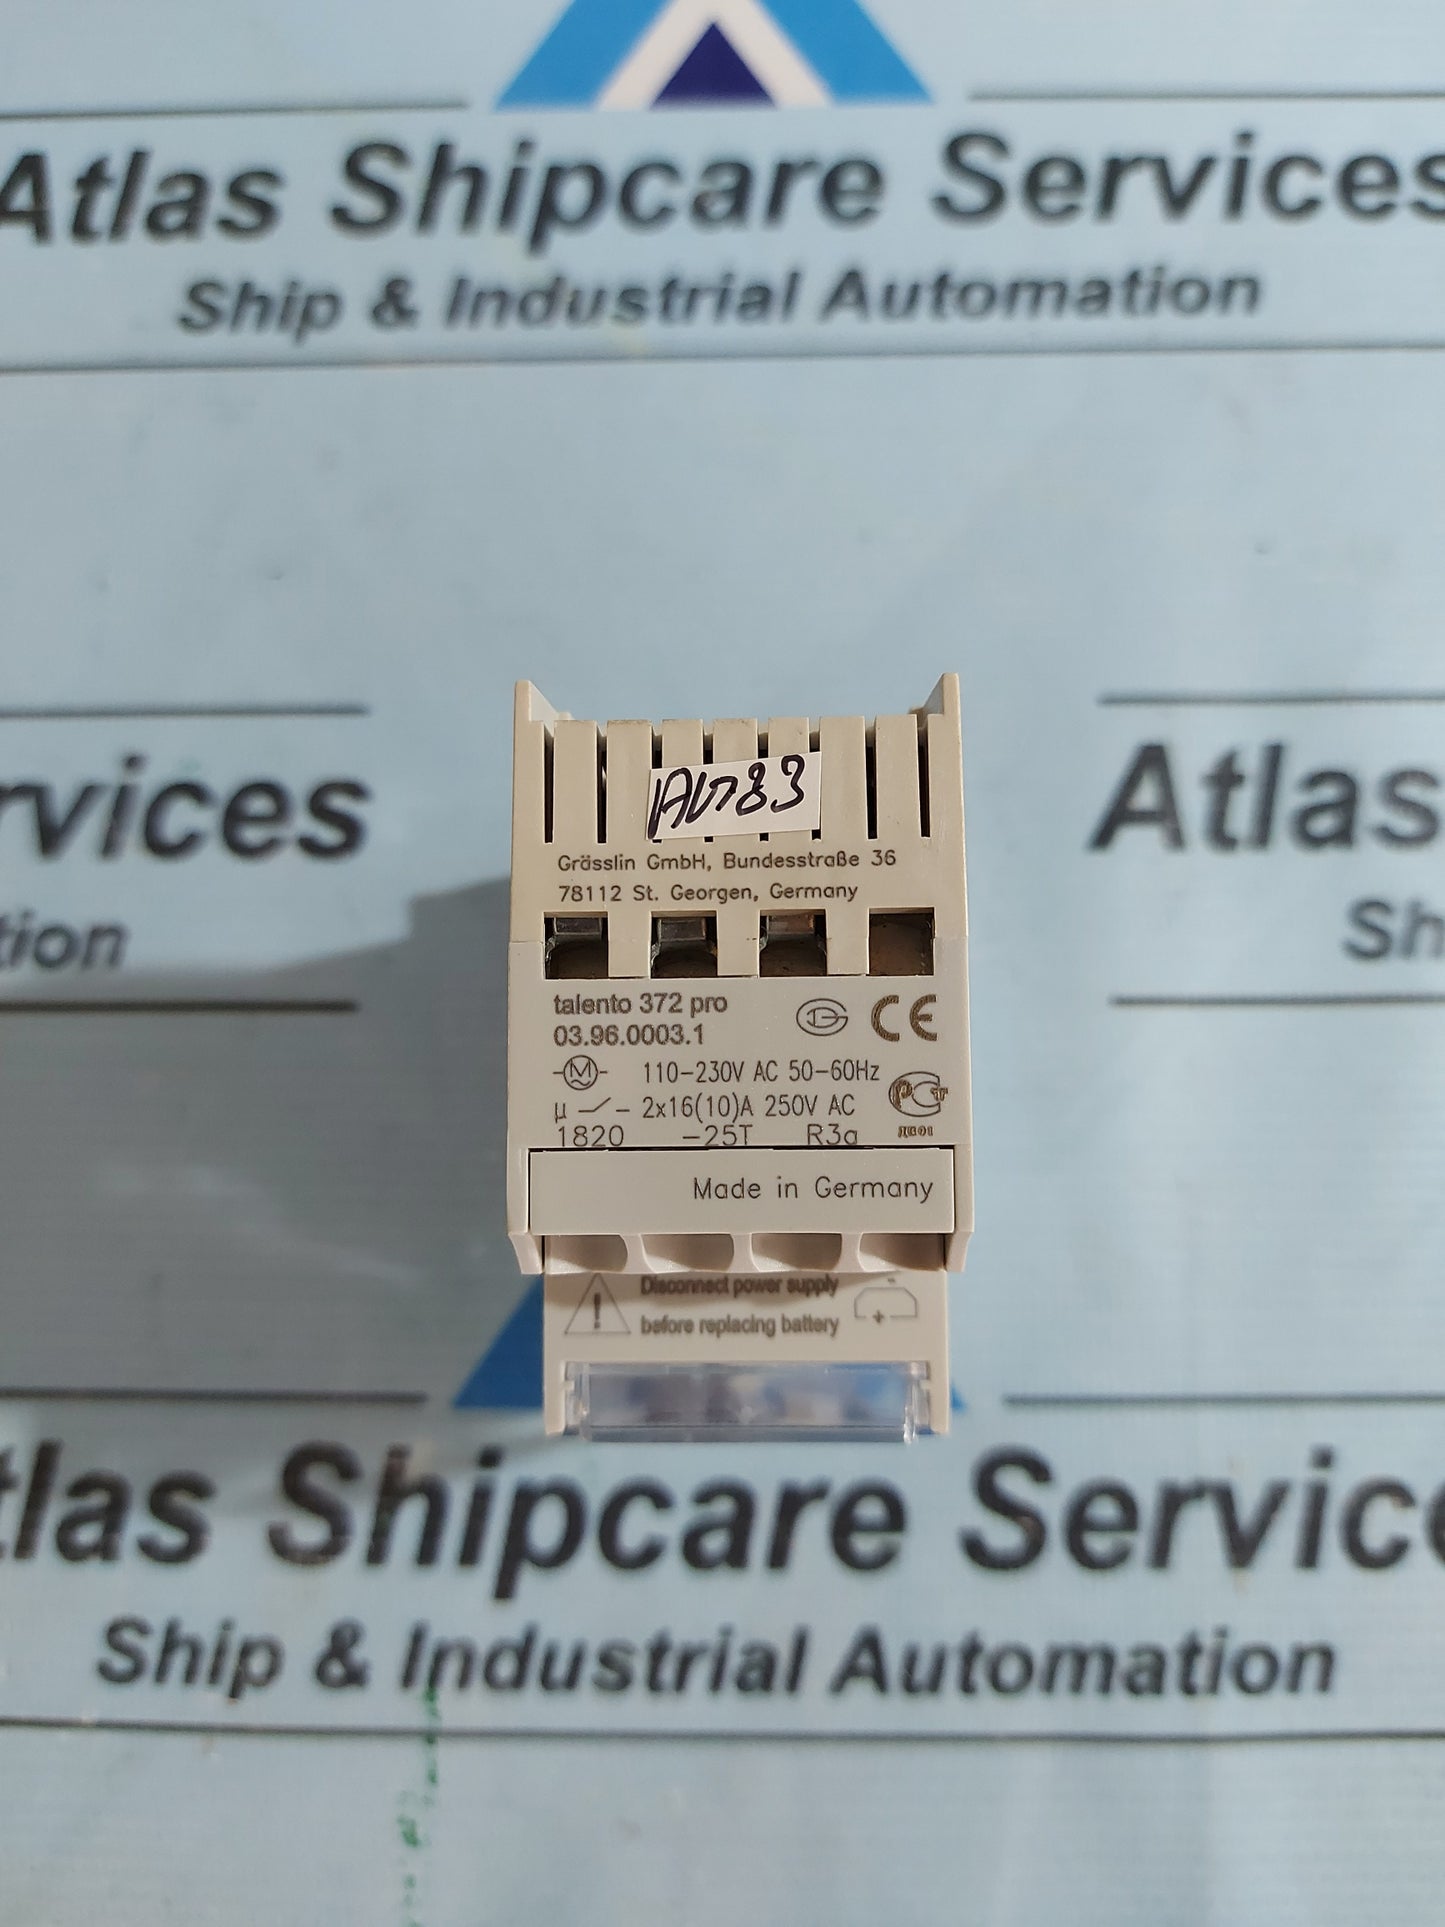 Atlas Shipcare Services
Ship & Industrial Automation
rvices
tion
Atlas
Sh
Grässlin GmbH, Bundesstraße 36
78112 St. Georgen, Germany
talento 372 pro
03.96.0003.1
CE
M 110-230V AC 50-60Hz
µ 2x16(10)A 250V AC
1820 -25T R3a
Made in Germany
Disconnect power supply
before replacing battery
tlas Shipcare Service
Ship & Industrial Automation